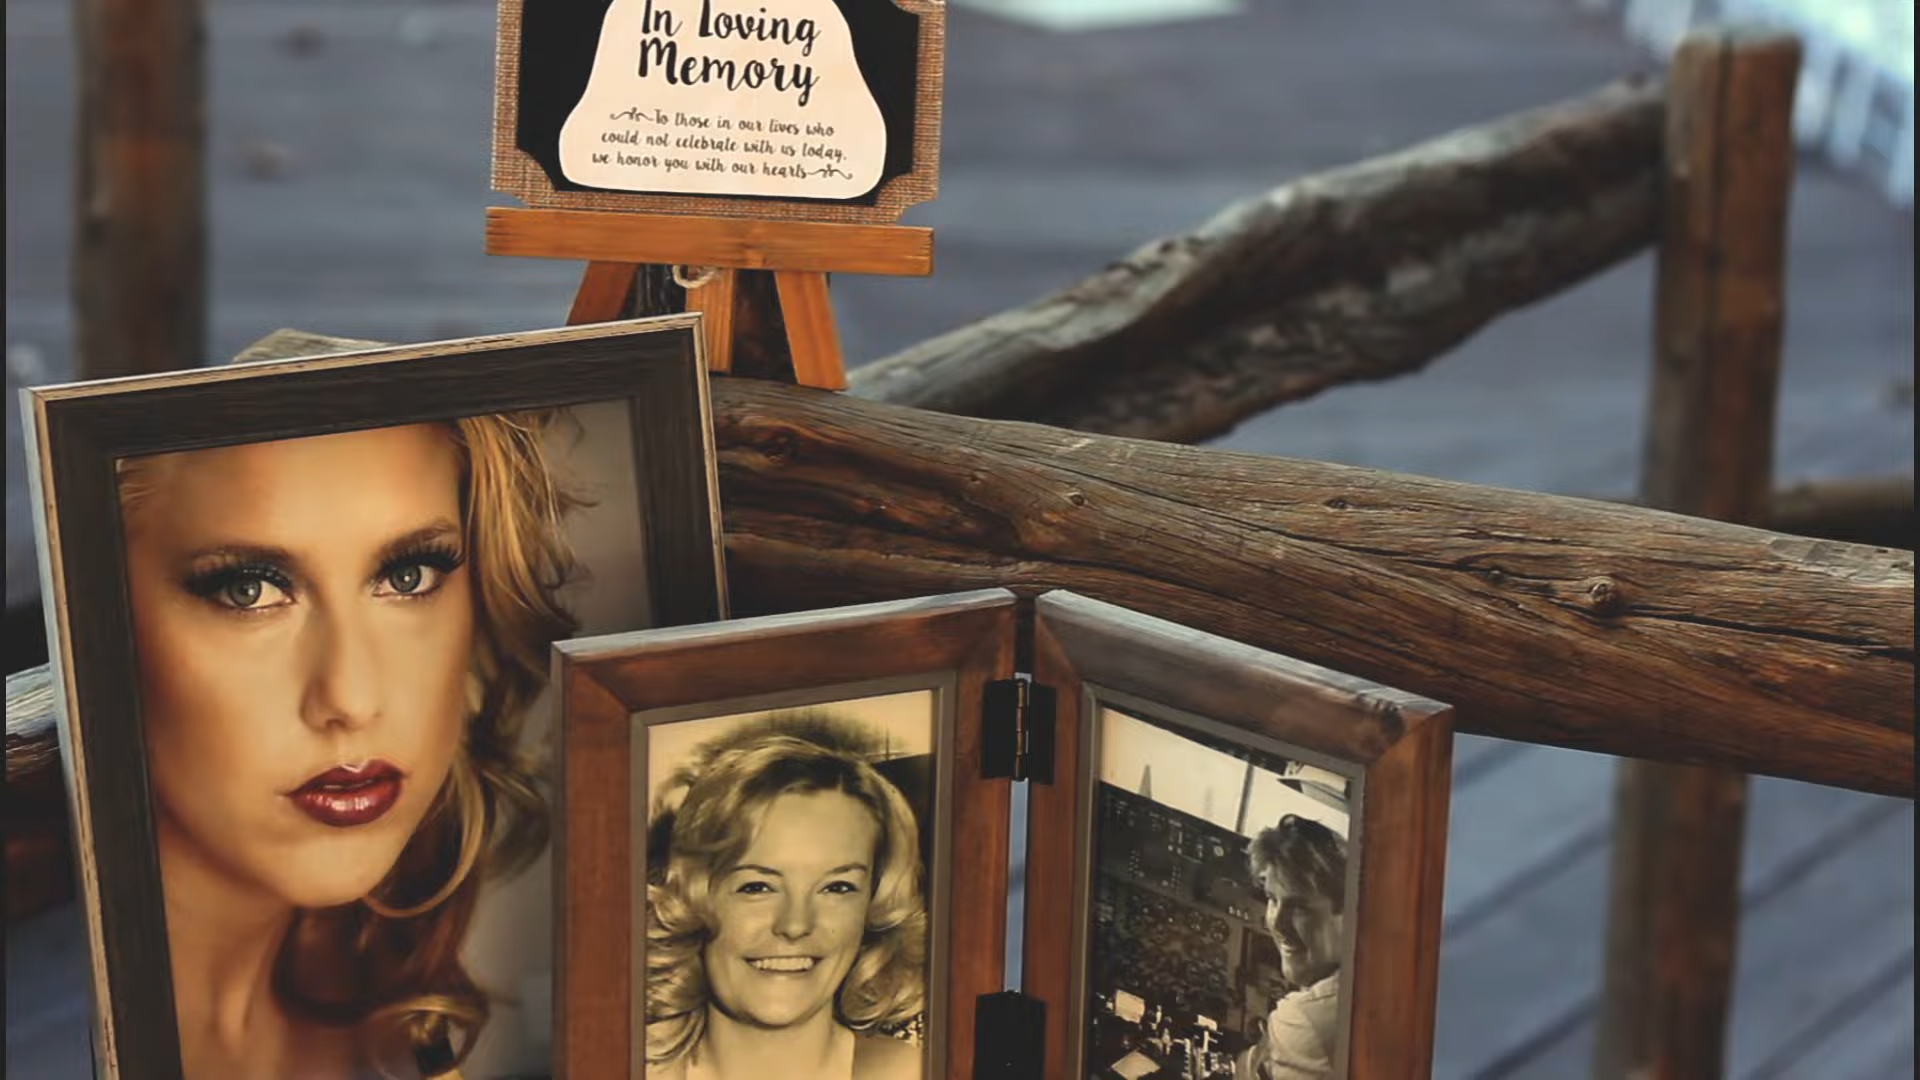 In Loving
Memory
To those in our lives who
could not celebrate with us today,
we honor you with our hearts